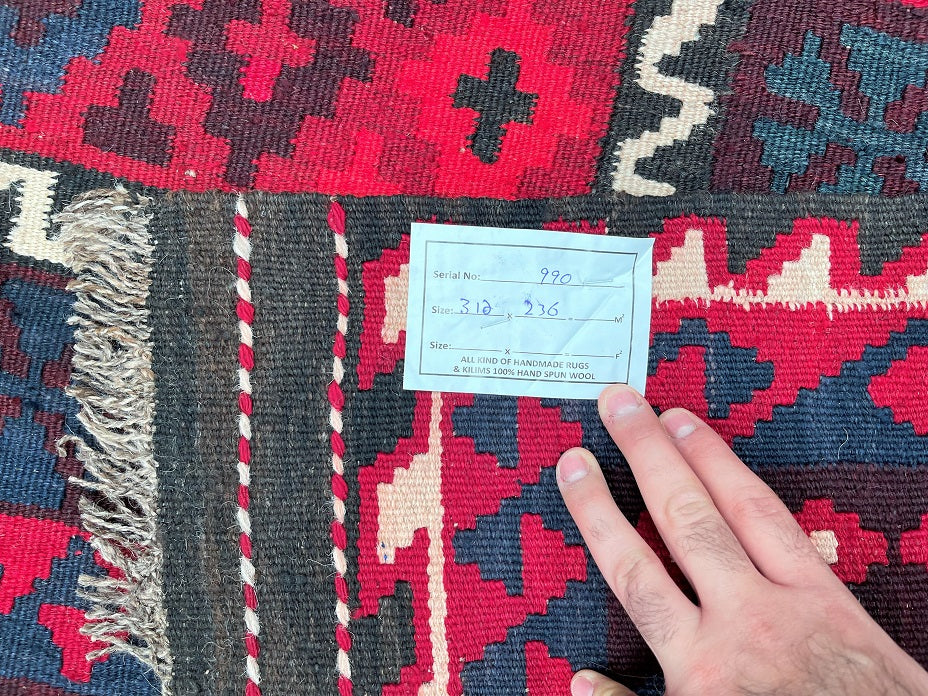 Serial No: 990
Size: 312 x 236 = M²
Size: x = F²
ALL KIND OF HANDMADE RUGS
& KILIMS 100% HAND SPUN WOOL